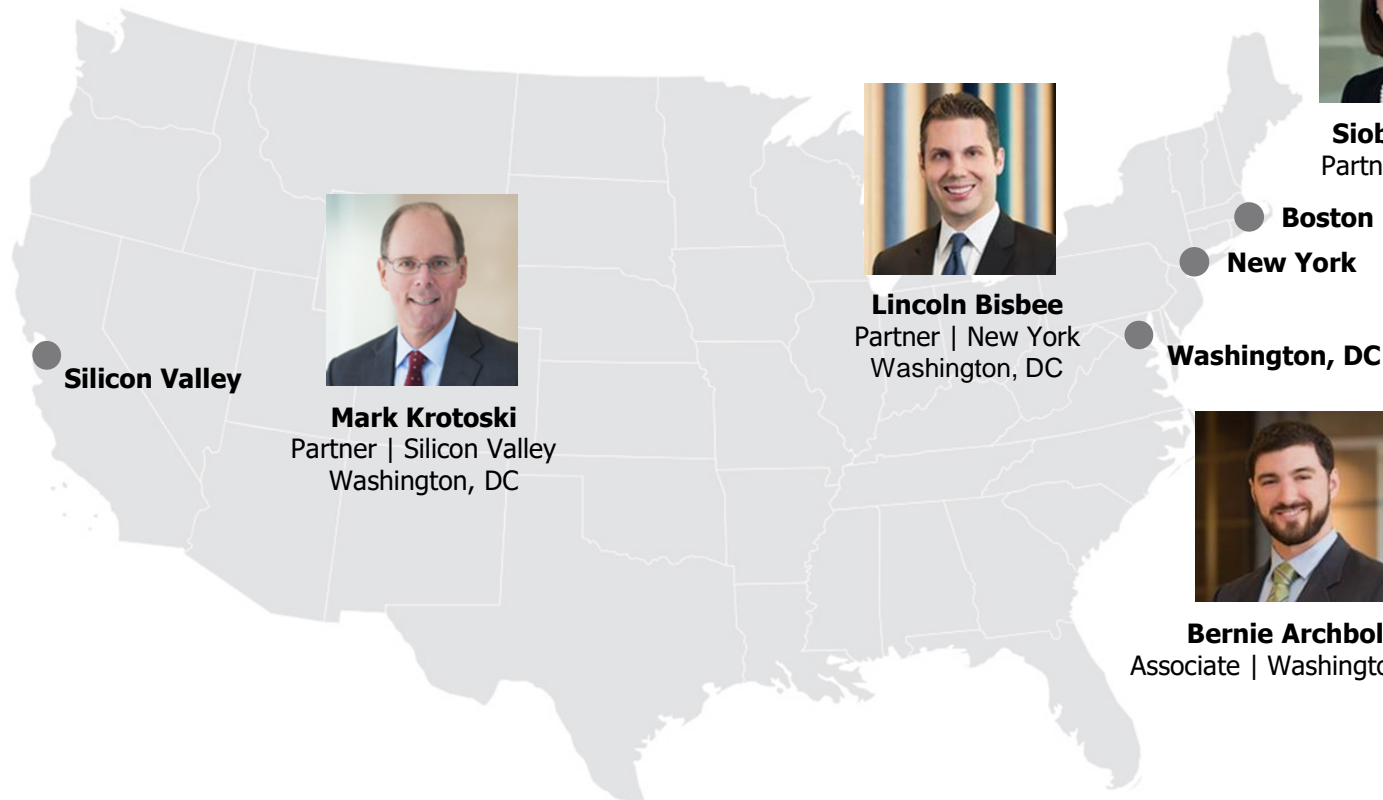 Siob
Partn
Boston
New York
Washington, DC
Lincoln Bisbee
Partner | New York
Washington, DC
Silicon Valley
Mark Krotoski
Partner | Silicon Valley
Washington, DC
Bernie Archbol
Associate | Washingto